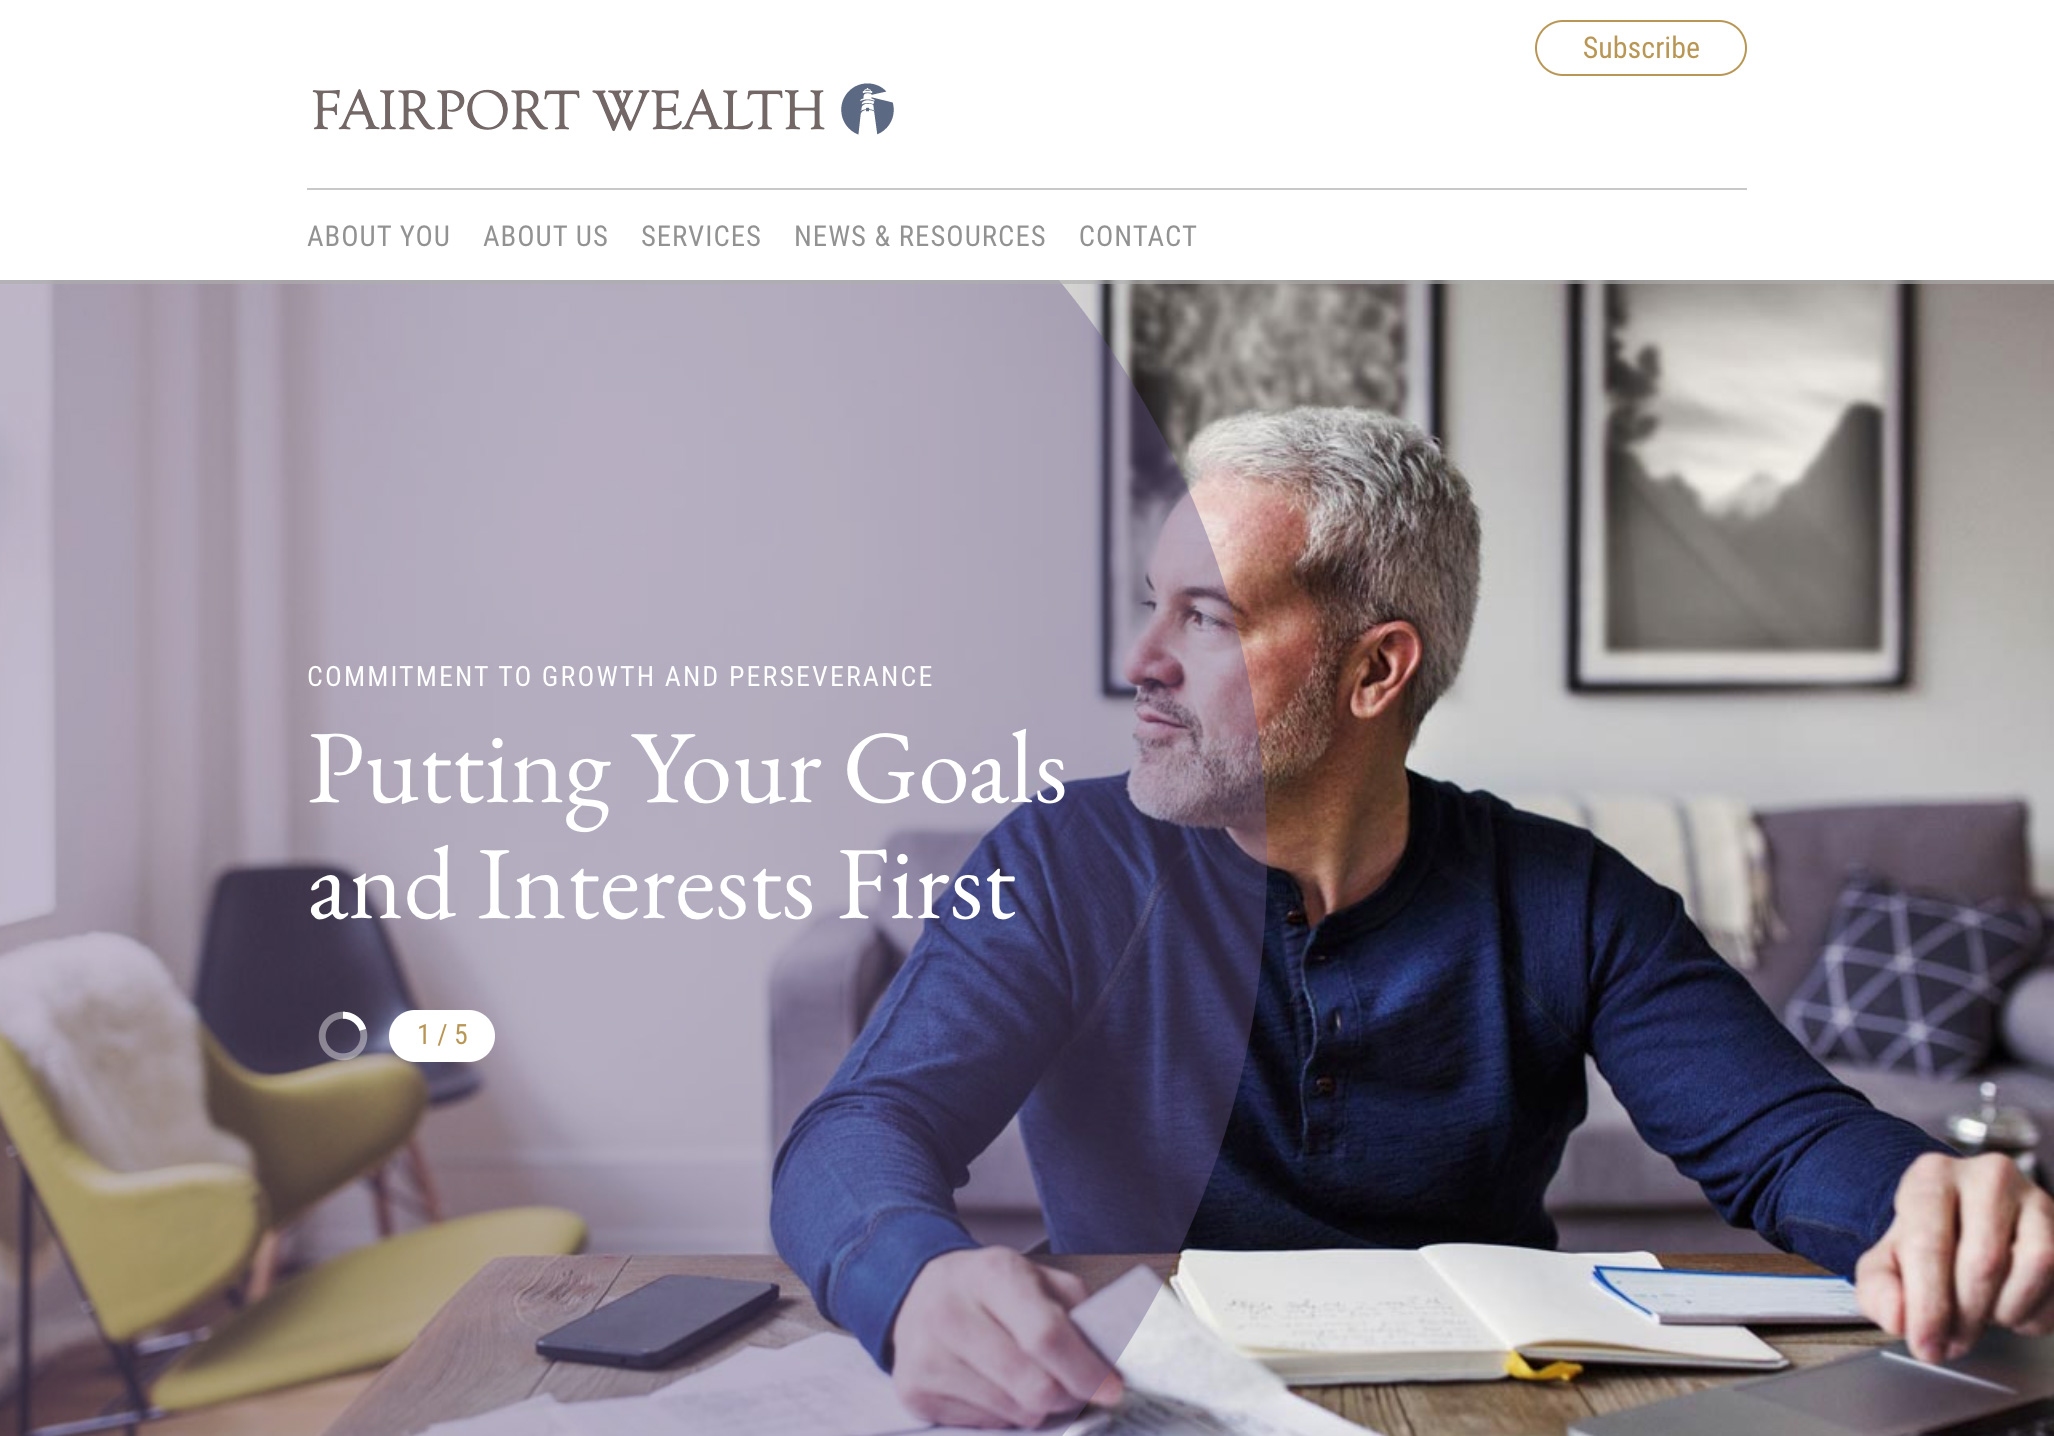 Subscribe
FAIRPORT WEALTH
ABOUT YOU ABOUT US SERVICES NEWS & RESOURCES CONTACT
COMMITMENT TO GROWTH AND PERSEVERANCE
Putting Your Goals
and Interests First
1 / 5